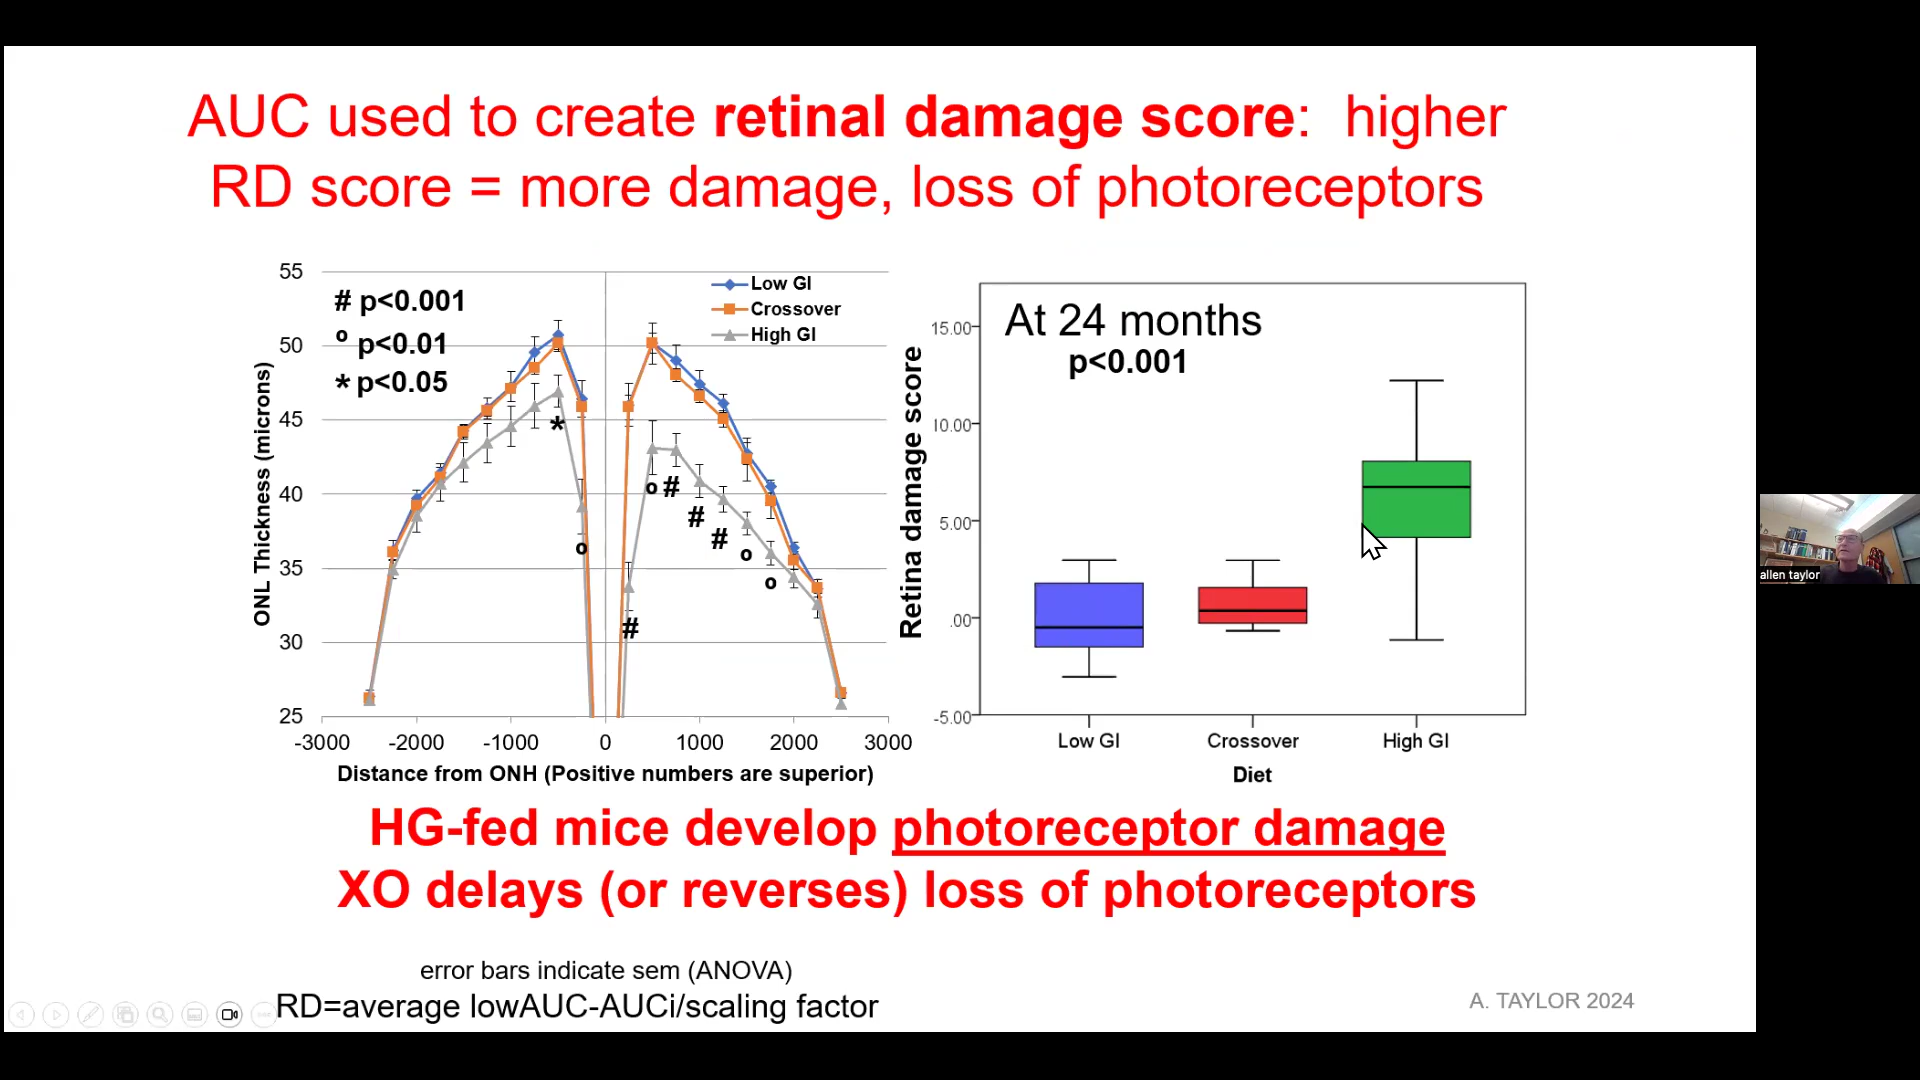 AUC used to create retinal damage score: higher
RD score = more damage, loss of photoreceptors
55
50
45
40
35
30
25
ONL Thickness (microns)
# p<0.001
o p<0.01
* p<0.05
Low GI
Crossover
High GI
*
o
#
o #
#
#
o
o
-3000 -2000 -1000 0 1000 2000 3000
Distance from ONH (Positive numbers are superior)
At 24 months
p<0.001
15.00
10.00
5.00
.00
-5.00
Retina damage score
Low GI Crossover High GI
Diet
HG-fed mice develop photoreceptor damage
XO delays (or reverses) loss of photoreceptors
error bars indicate sem (ANOVA)
RD=average lowAUC-AUCi/scaling factor
A. TAYLOR 2024
allen taylor